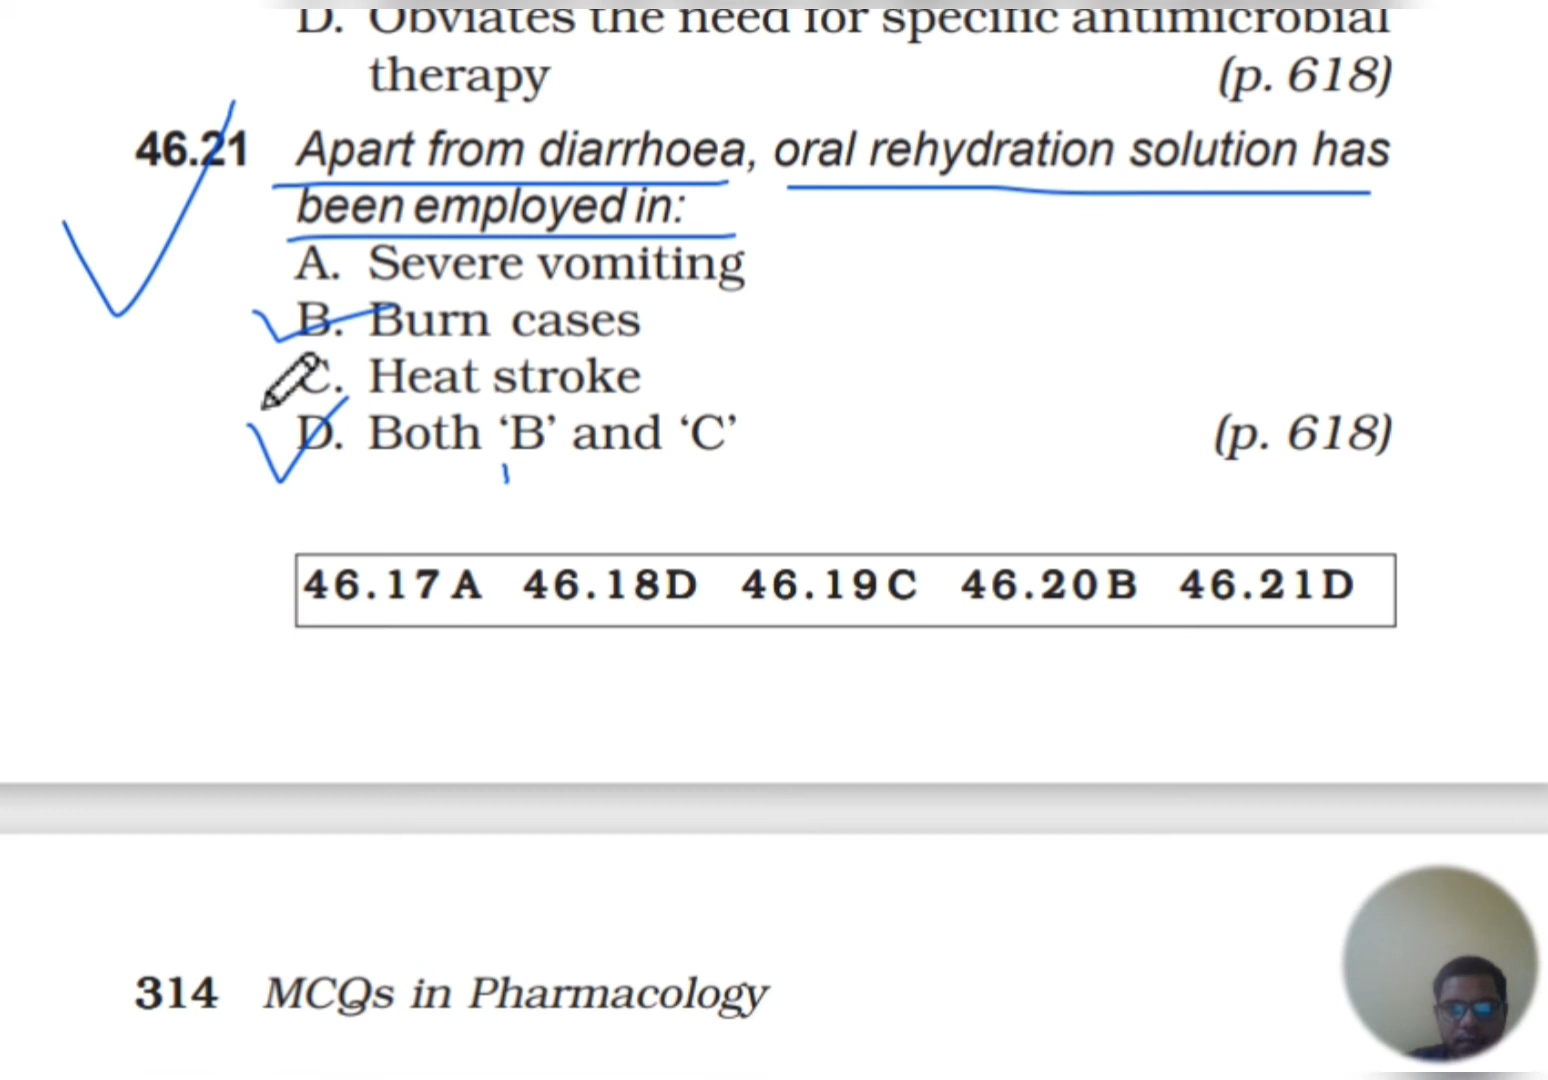 D. Obviates the need for specific antimicrobial
therapy (p. 618)
46.21 Apart from diarrhoea, oral rehydration solution has
been employed in:
A. Severe vomiting
B. Burn cases
C. Heat stroke
D. Both ‘B’ and ‘C’ (p. 618)
46.17 A 46.18 D 46.19 C 46.20 B 46.21 D
314 MCQs in Pharmacology